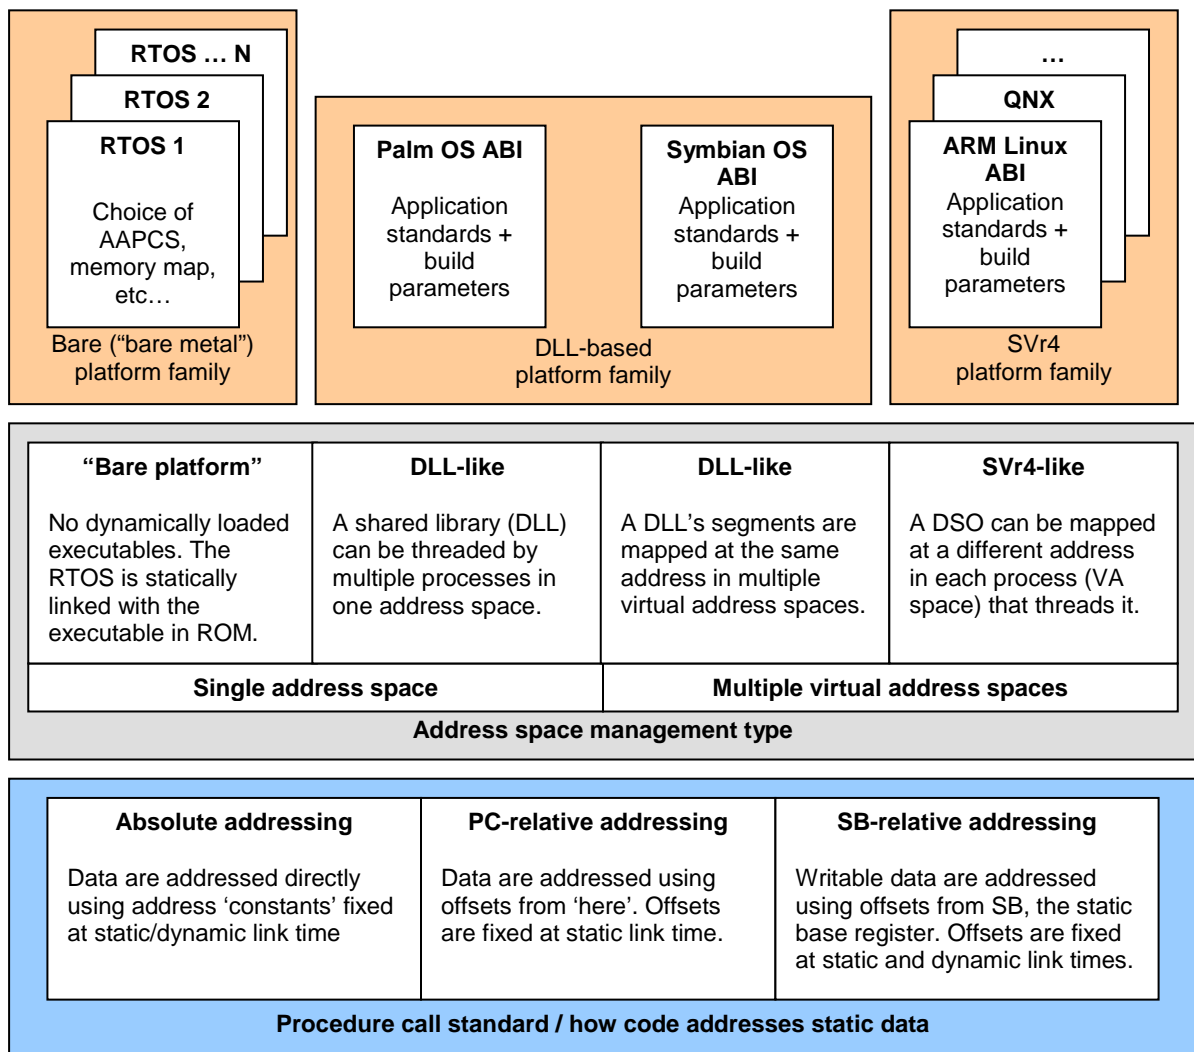 RTOS … N
RTOS 2
RTOS 1
Choice of
AAPCS,
memory map,
etc…
Bare (“bare metal”)
platform family
Palm OS ABI
Application
standards +
build
parameters
Symbian OS
ABI
Application
standards +
build
parameters
DLL-based
platform family
…
QNX
ARM Linux
ABI
Application
standards +
build
parameters
SVr4
platform family
“Bare platform”
No dynamically loaded
executables. The
RTOS is statically
linked with the
executable in ROM.
DLL-like
A shared library (DLL)
can be threaded by
multiple processes in
one address space.
DLL-like
A DLL’s segments are
mapped at the same
address in multiple
virtual address spaces.
SVr4-like
A DSO can be mapped
at a different address
in each process (VA
space) that threads it.
Single address space
Multiple virtual address spaces
Address space management type
Absolute addressing
Data are addressed directly
using address ‘constants’ fixed
at static/dynamic link time
PC-relative addressing
Data are addressed using
offsets from ‘here’. Offsets
are fixed at static link time.
SB-relative addressing
Writable data are addressed
using offsets from SB, the static
base register. Offsets are fixed
at static and dynamic link times.
Procedure call standard / how code addresses static data